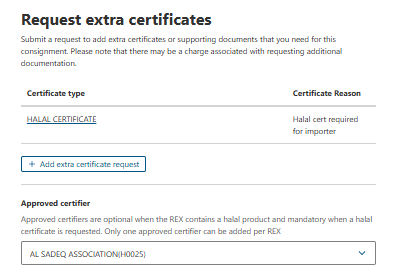 Request extra certificates
Submit a request to add extra certificates or supporting documents that you need for this
consignment. Please note that there may be a charge associated with requesting additional
documentation.
Certificate type Certificate Reason
HALAL CERTIFICATE Halal cert required
for importer
+ Add extra certificate request
Approved certifier
Approved certifiers are optional when the REX contains a halal product and mandatory when a halal
certificate is requested. Only one approved certifier can be added per REX
AL SADEQ ASSOCIATION(H0025)